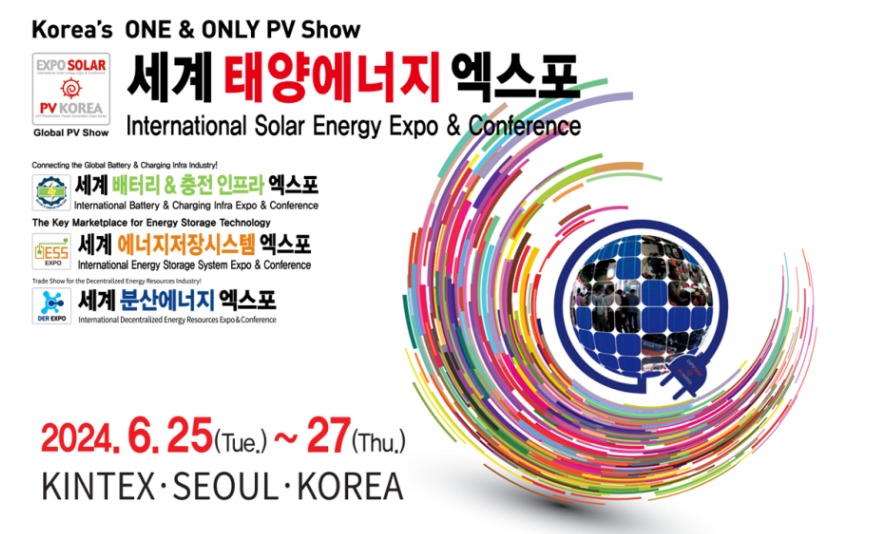 Korea's ONE & ONLY PV Show
EXPO SOLAR
PV KOREA
Global PV Show
세계 태양에너지 엑스포
International Solar Energy Expo & Conference
Connecting the Global Battery & Charging Infra Industry!
세계 배터리 & 충전 인프라 엑스포
International Battery & Charging Infra Expo & Conference
The Key Marketplace for Energy Storage Technology
ESS
EXPO
세계 에너지저장시스템 엑스포
International Energy Storage System Expo & Conference
Trade Show for the Decentralized Energy Resources Industry!
DER EXPO
세계 분산에너지 엑스포
International Decentralized Energy Resources Expo & Conference
2024. 6. 25(Tue.) ~ 27(Thu.)
KINTEX·SEOUL·KOREA